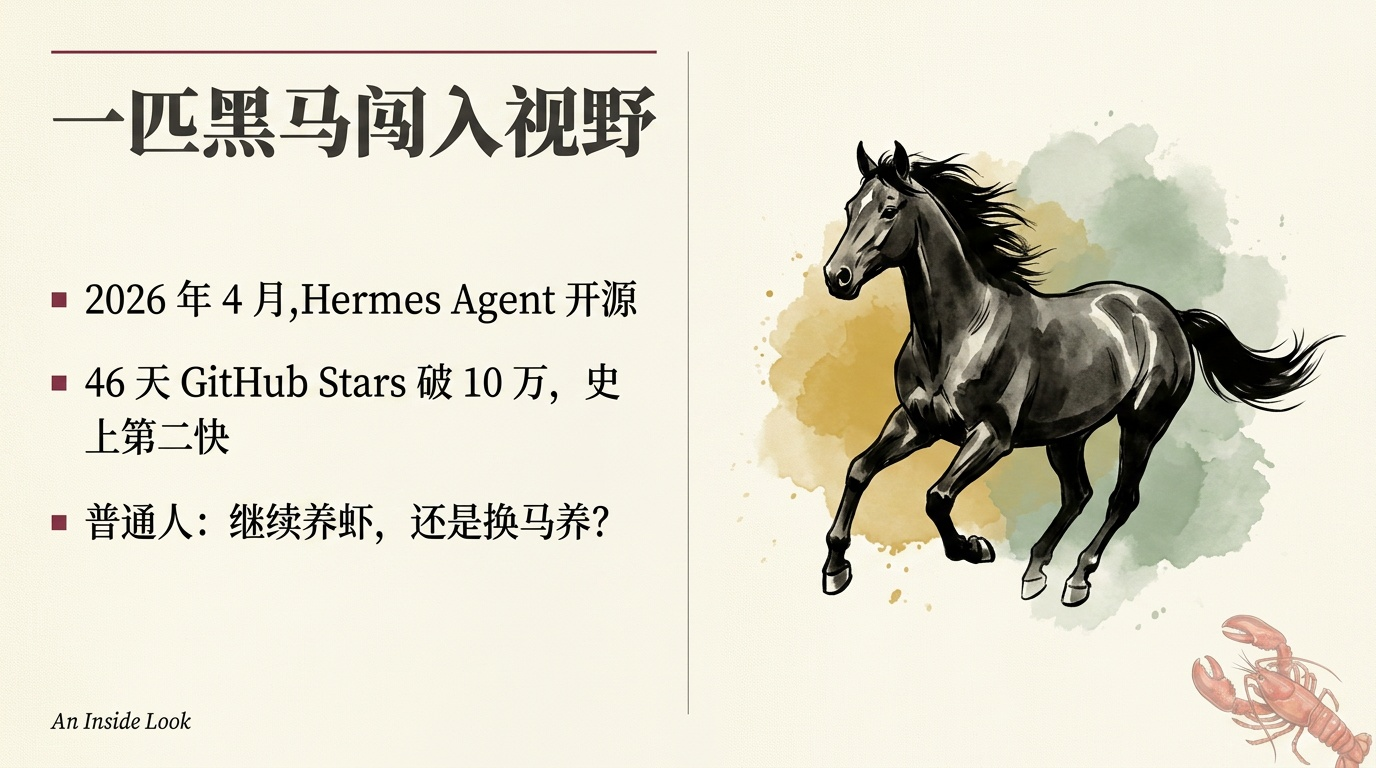 一匹黑马闯入视野
2026 年 4 月,Hermes Agent 开源
46 天 GitHub Stars 破 10 万，史
上第二快
普通人：继续养虾，还是换马养？
An Inside Look